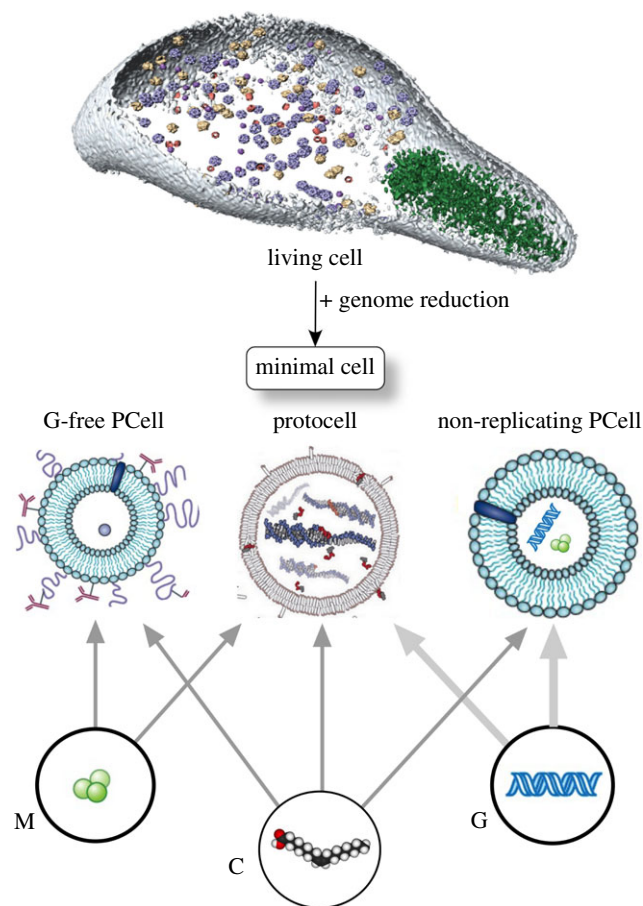 living cell
+ genome reduction
minimal cell
G-free PCell
protocell
non-replicating PCell
M
C
G